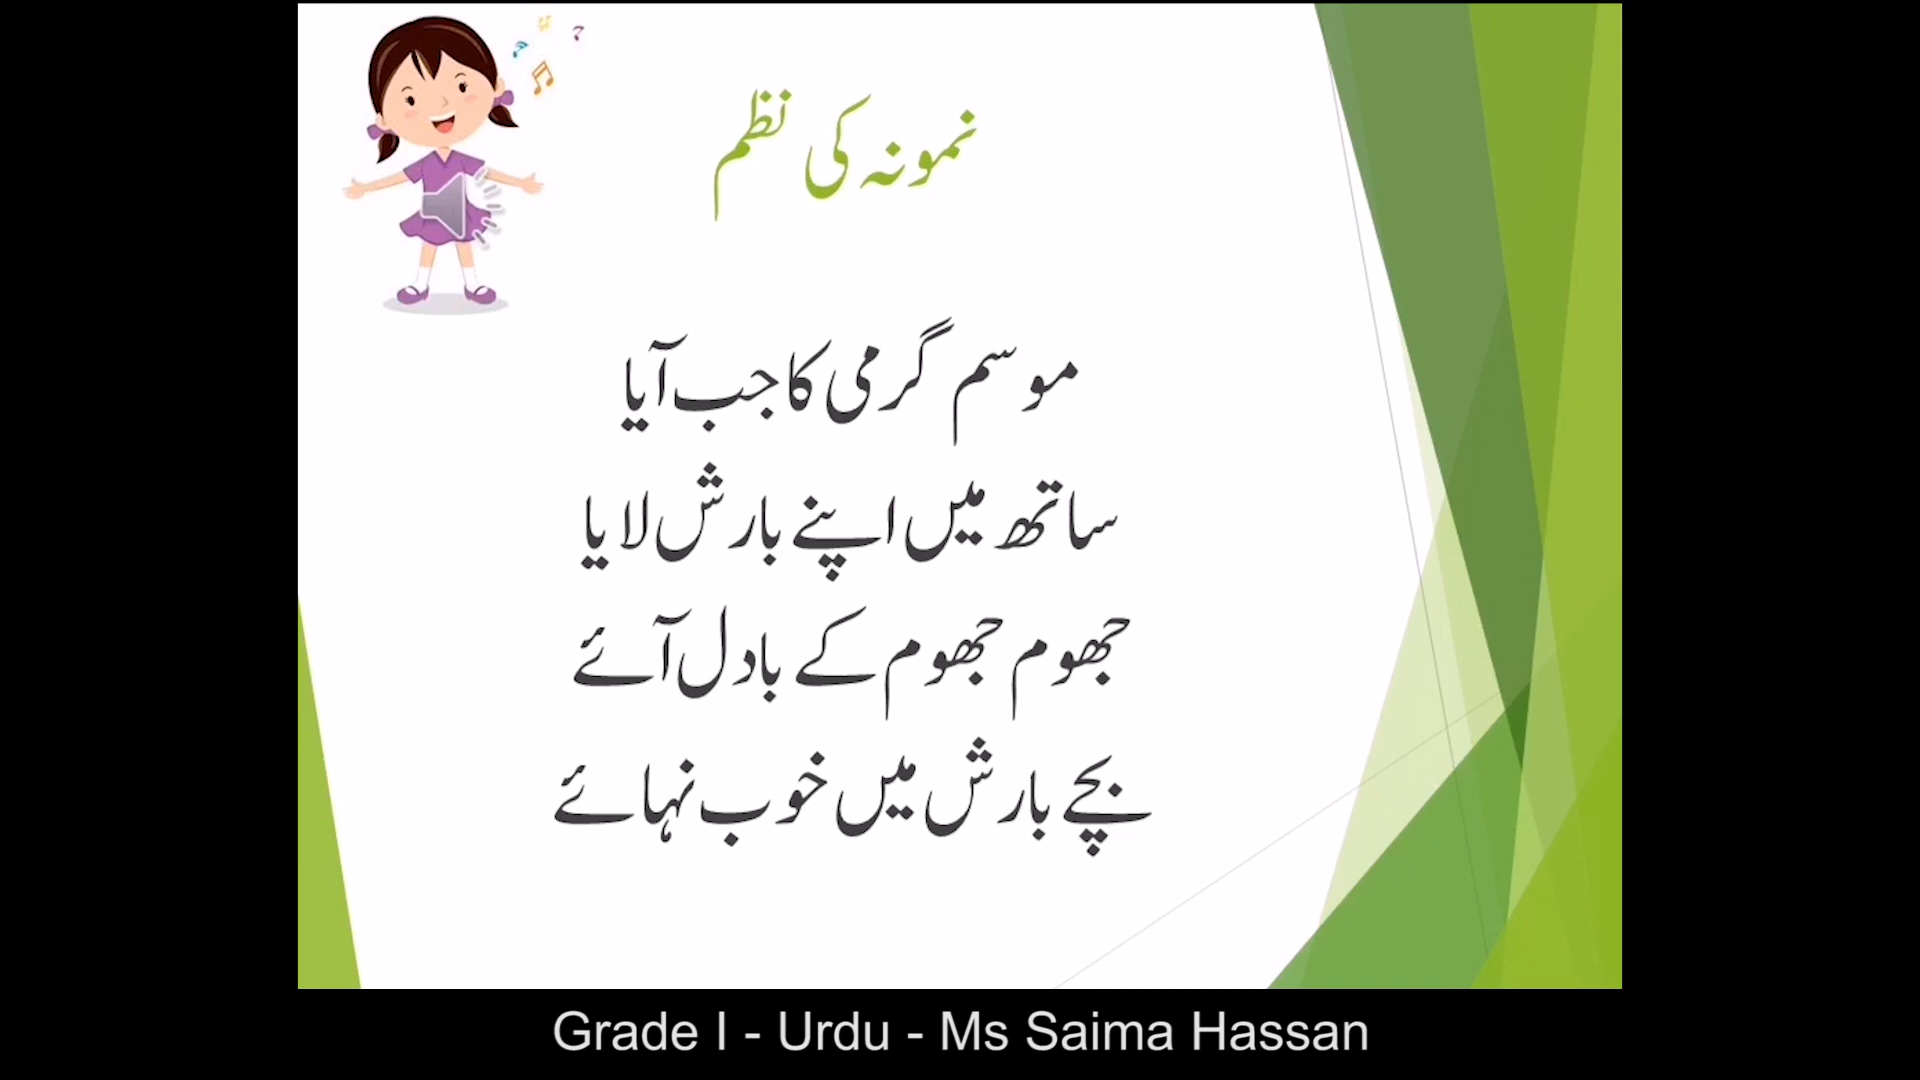 نمونہ کی نظم
موسم گرمی کا جب آیا
ساتھ میں اپنے بارش لایا
جھوم جھوم کے بادل آئے
بچے بارش میں خوب نہائے
Grade I - Urdu - Ms Saima Hassan